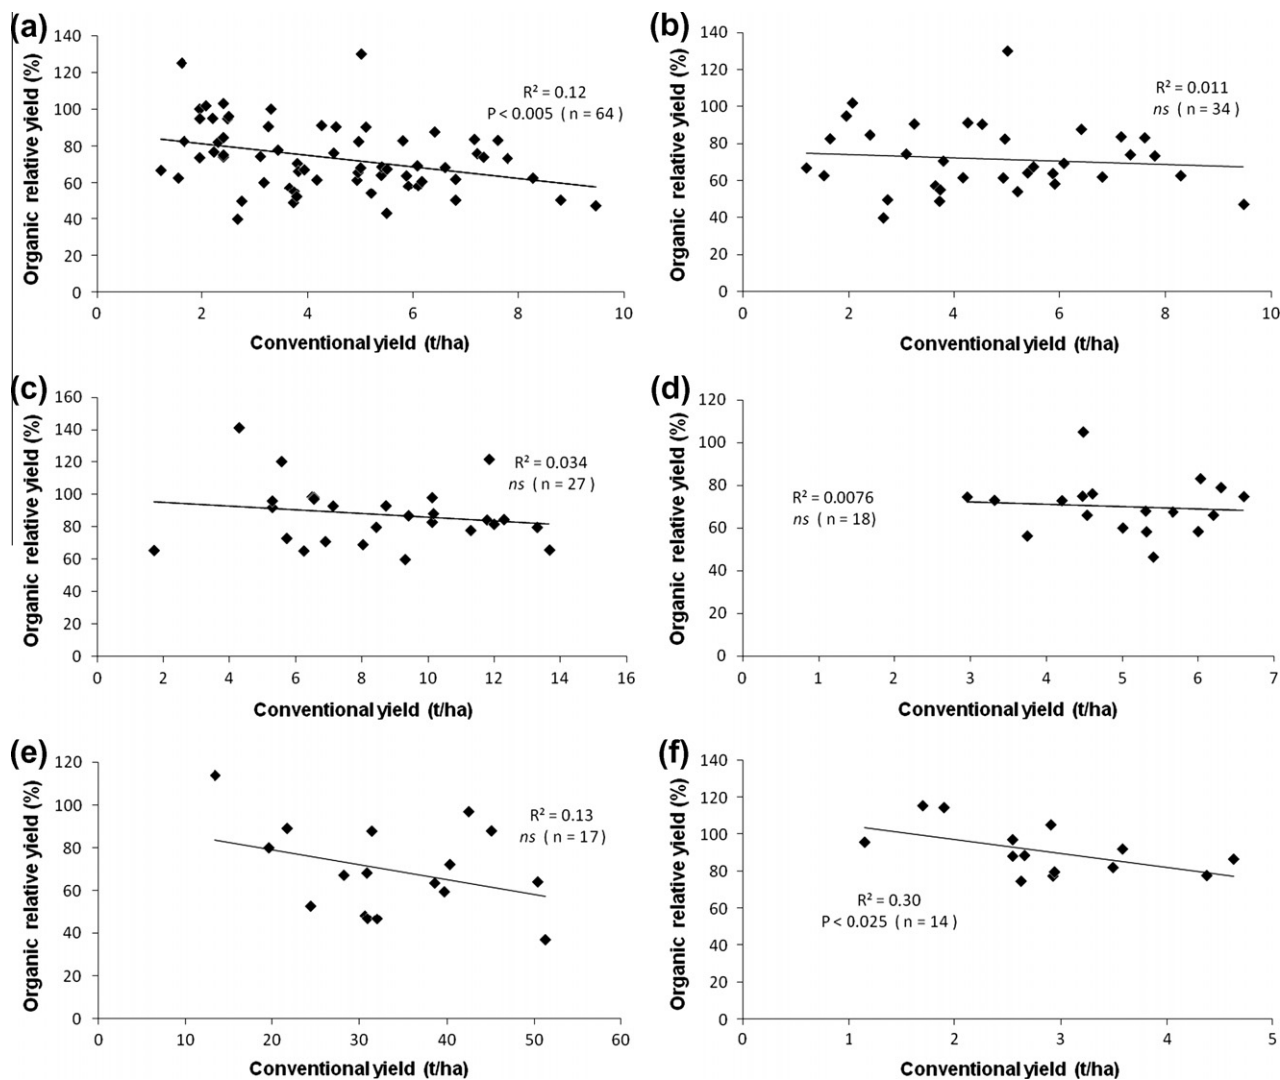 (a)
Organic relative yield (%)
140
120
100
80
60
40
20
0
R² = 0.12
P < 0.005 ( n = 64 )
0 2 4 6 8 10
Conventional yield (t/ha)
(b)
Organic relative yield (%)
140
120
100
80
60
40
20
0
R² = 0.011
ns ( n = 34 )
0 2 4 6 8 10
Conventional yield (t/ha)
(c)
Organic relative yield (%)
160
140
120
100
80
60
40
20
0
R² = 0.034
ns ( n = 27 )
0 2 4 6 8 10 12 14 16
Conventional yield (t/ha)
(d)
Organic relative yield (%)
120
100
80
60
40
20
0
R² = 0.0076
ns ( n = 18)
0 1 2 3 4 5 6 7
Conventional yield (t/ha)
(e)
Organic relative yield (%)
120
100
80
60
40
20
0
R² = 0.13
ns ( n = 17)
0 10 20 30 40 50 60
Conventional yield (t/ha)
(f)
Organic relative yield (%)
140
120
100
80
60
40
20
0
R² = 0.30
P < 0.025 ( n = 14 )
0 1 2 3 4 5
Conventional yield (t/ha)